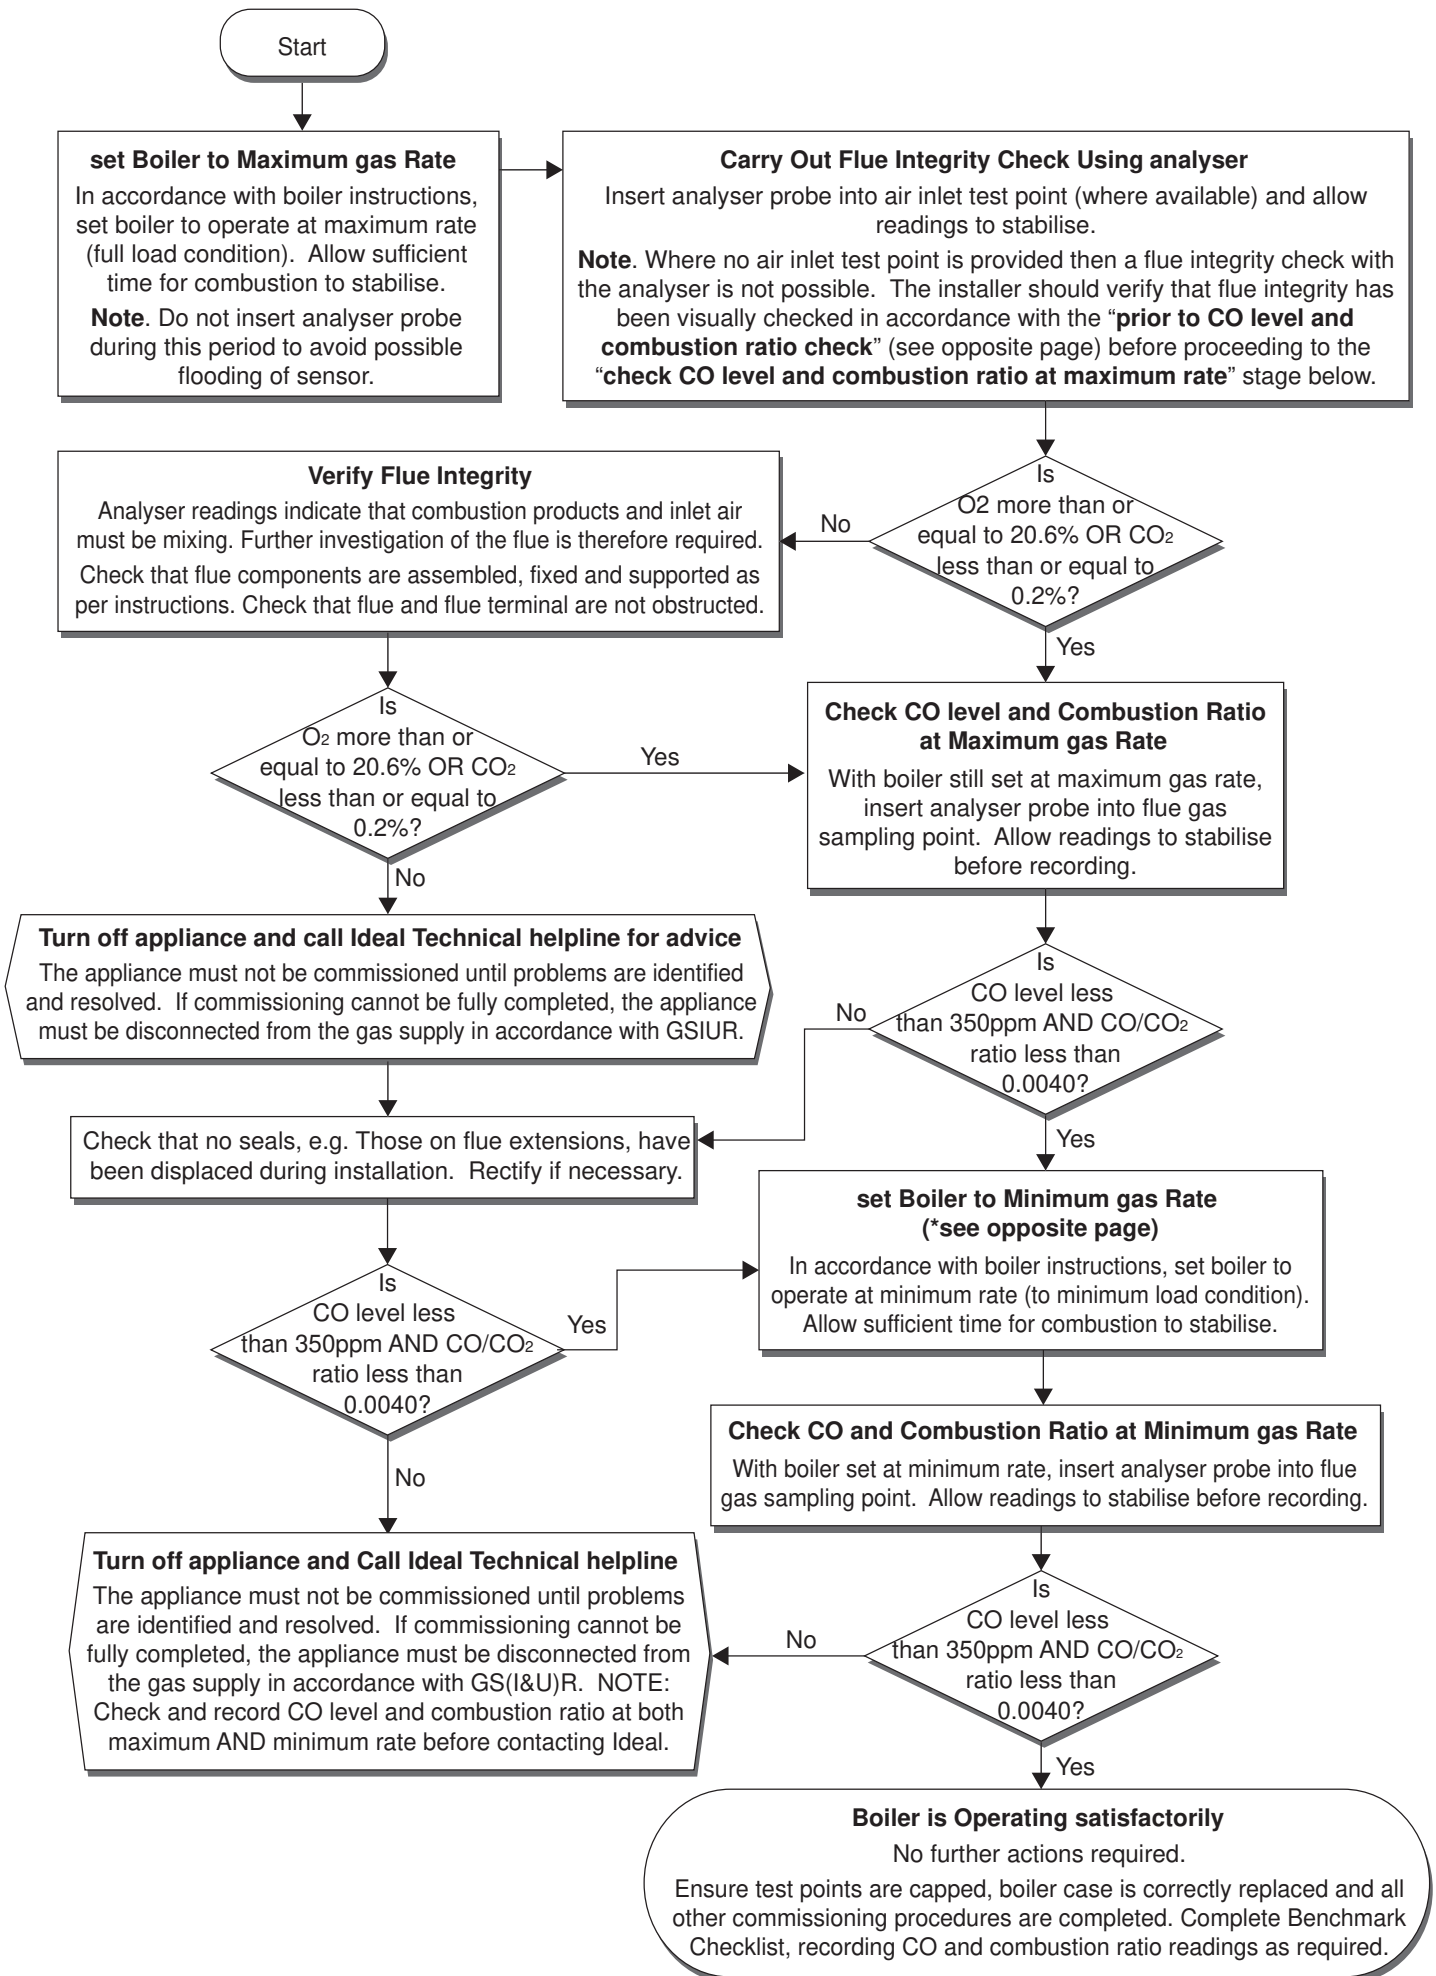 Start
set Boiler to Maximum gas Rate
In accordance with boiler instructions,
set boiler to operate at maximum rate
(full load condition).  Allow sufficient
time for combustion to stabilise.
Note. Do not insert analyser probe
during this period to avoid possible
flooding of sensor.
Carry Out Flue Integrity Check Using analyser
Insert analyser probe into air inlet test point (where available) and allow
readings to stabilise.
Note. Where no air inlet test point is provided then a flue integrity check with
the analyser is not possible.  The installer should verify that flue integrity has
been visually checked in accordance with the “prior to CO level and
combustion ratio check” (see opposite page) before proceeding to the
“check CO level and combustion ratio at maximum rate” stage below.
Is
O2 more than or
equal to 20.6% OR CO2
less than or equal to
0.2%?
No
Yes
Verify Flue Integrity
Analyser readings indicate that combustion products and inlet air
must be mixing. Further investigation of the flue is therefore required.
Check that flue components are assembled, fixed and supported as
per instructions. Check that flue and flue terminal are not obstructed.
Is
O2 more than or
equal to 20.6% OR CO2
less than or equal to
0.2%?
Yes
No
Check CO level and Combustion Ratio
at Maximum gas Rate
With boiler still set at maximum gas rate,
insert analyser probe into flue gas
sampling point.  Allow readings to stabilise
before recording.
Turn off appliance and call Ideal Technical helpline for advice
The appliance must not be commissioned until problems are identified
and resolved.  If commissioning cannot be fully completed, the appliance
must be disconnected from the gas supply in accordance with GSIUR.
Is
CO level less
than 350ppm AND CO/CO2
ratio less than
0.0040?
No
Yes
Check that no seals, e.g. Those on flue extensions, have
been displaced during installation.  Rectify if necessary.
set Boiler to Minimum gas Rate
(*see opposite page)
In accordance with boiler instructions, set boiler to
operate at minimum rate (to minimum load condition).
Allow sufficient time for combustion to stabilise.
Is
CO level less
than 350ppm AND CO/CO2
ratio less than
0.0040?
Yes
No
Check CO and Combustion Ratio at Minimum gas Rate
With boiler set at minimum rate, insert analyser probe into flue
gas sampling point.  Allow readings to stabilise before recording.
Turn off appliance and Call Ideal Technical helpline
The appliance must not be commissioned until problems
are identified and resolved.  If commissioning cannot be
fully completed, the appliance must be disconnected from
the gas supply in accordance with GS(I&U)R.  NOTE:
Check and record CO level and combustion ratio at both
maximum AND minimum rate before contacting Ideal.
Is
CO level less
than 350ppm AND CO/CO2
ratio less than
0.0040?
No
Yes
Boiler is Operating satisfactorily
No further actions required.
Ensure test points are capped, boiler case is correctly replaced and all
other commissioning procedures are completed. Complete Benchmark
Checklist, recording CO and combustion ratio readings as required.